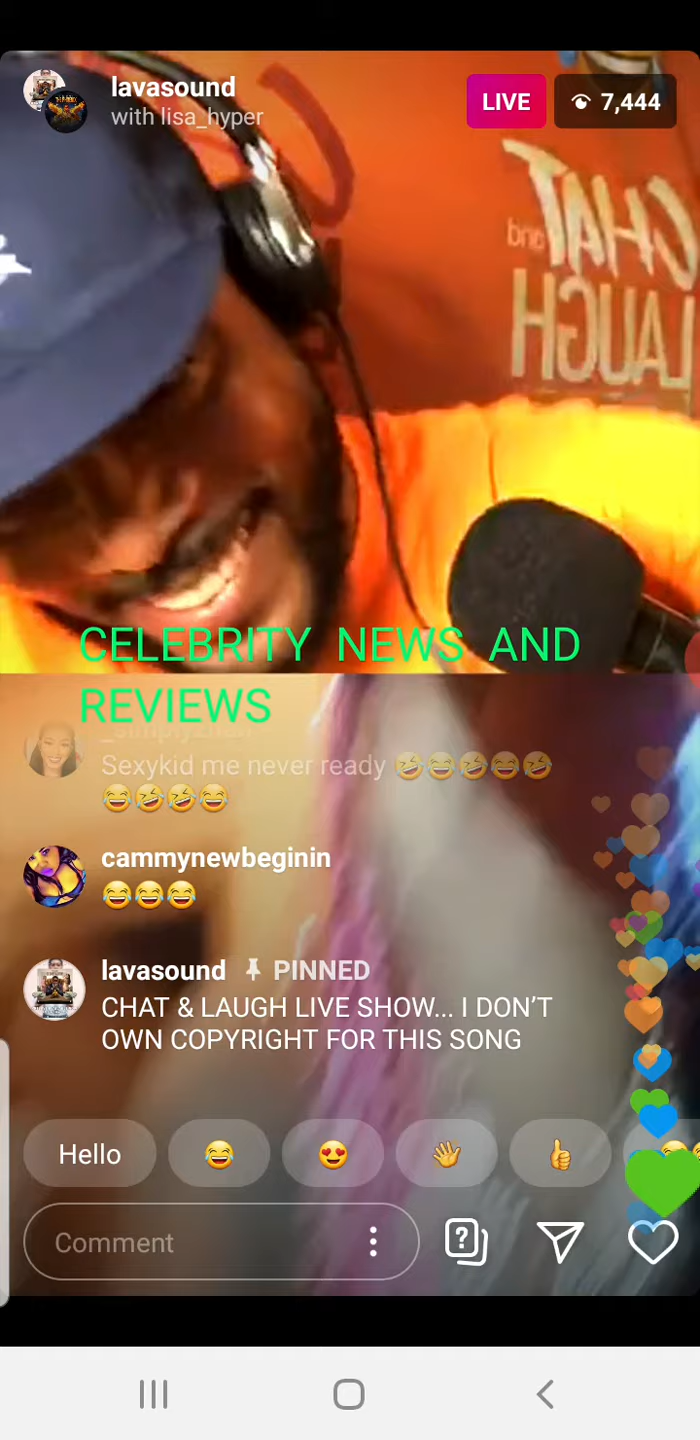 lavasound
with lisa_hyper
LIVE
7,444
CHAT
and
LAUGH
CELEBRITY NEWS AND
REVIEWS
Sexykid me never ready 🤣😂🤣😂🤣
😂🤣🤣😂
cammynewbeginin
😂😂😂
lavasound PINNED
CHAT & LAUGH LIVE SHOW... I DON'T
OWN COPYRIGHT FOR THIS SONG
Hello 😂 😍 👋 👍
Comment